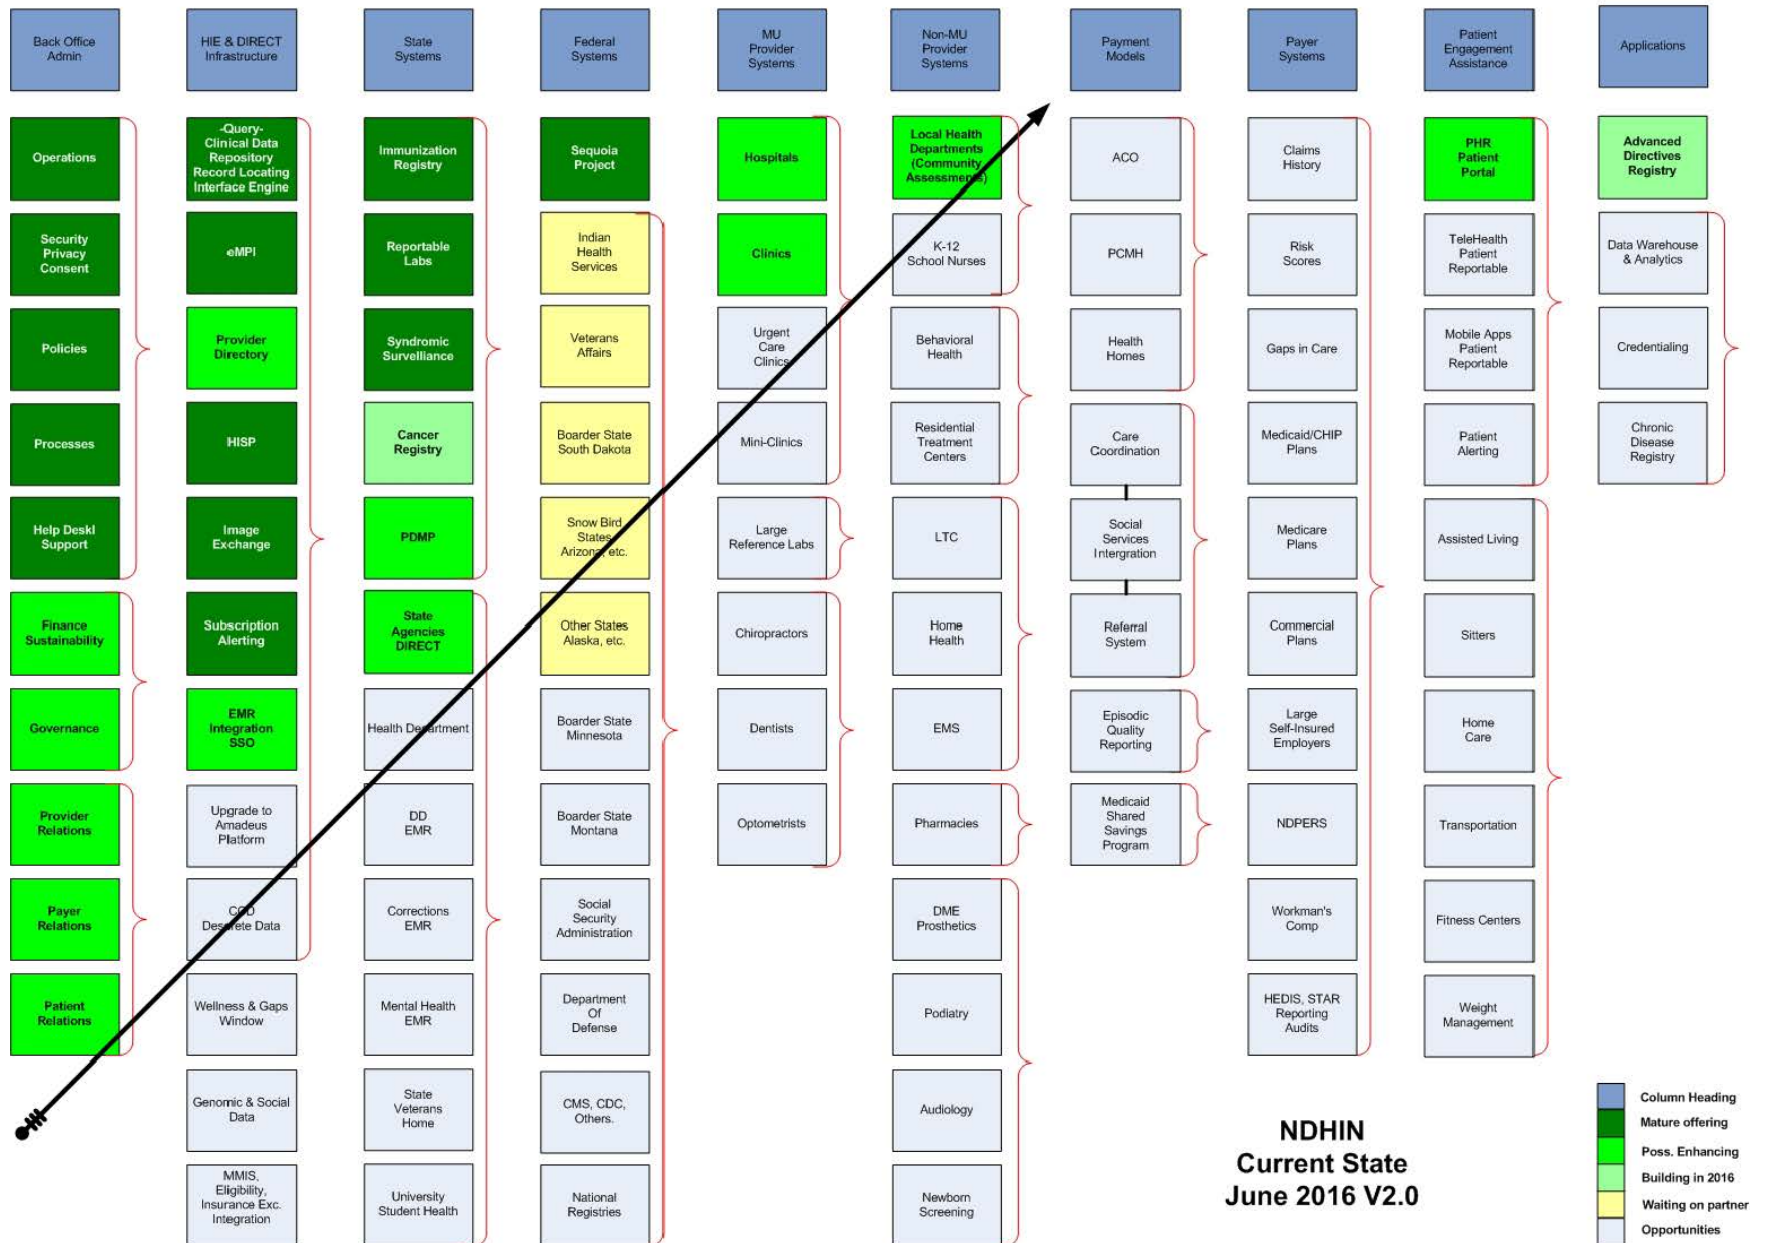 Back Office
Admin
HIE & DIRECT
Infrastructure
State
Systems
Federal
Systems
MU
Provider
Systems
Non-MU
Provider
Systems
Payment
Models
Payer
Systems
Patient
Engagement
Assistance
Applications
Operations
Security
Privacy
Consent
Policies
Processes
Help Deskl
Support
Finance
Sustainability
Governance
Provider
Relations
Payer
Relations
Patient
Relations
-Query-
Clinical Data
Repository
Record Locating
Interface Engine
eMPI
Provider
Directory
HISP
Image
Exchange
Subscription
Alerting
EMR
Integration
SSO
Upgrade to
Amadeus
Platform
CCD
Descrete Data
Wellness & Gaps
Window
Genomic & Social
Data
MMIS,
Eligibility,
Insurance Exc.
Integration
Immunization
Registry
Reportable
Labs
Syndromic
Survelliance
Cancer
Registry
PDMP
State
Agencies
DIRECT
Health Department
DD
EMR
Corrections
EMR
Mental Health
EMR
State
Veterans
Home
University
Student Health
Sequoia
Project
Indian
Health
Services
Veterans
Affairs
Boarder State
South Dakota
Snow Bird
States
Arizona, etc.
Other States
Alaska, etc.
Boarder State
Minnesota
Boarder State
Montana
Social
Security
Administration
Department
Of
Defense
CMS, CDC,
Others.
National
Registries
Hospitals
Clinics
Urgent
Care
Clinics
Mini-Clinics
Large
Reference Labs
Chiropractors
Dentists
Optometrists
Local Health
Departments
(Community
Assessments)
K-12
School Nurses
Behavioral
Health
Residential
Treatment
Centers
LTC
Home
Health
EMS
Pharmacies
DME
Prosthetics
Podiatry
Audiology
Newborn
Screening
ACO
PCMH
Health
Homes
Care
Coordination
Social
Services
Intergration
Referral
System
Episodic
Quality
Reporting
Medicaid
Shared
Savings
Program
Claims
History
Risk
Scores
Gaps in Care
Medicaid/CHIP
Plans
Medicare
Plans
Commercial
Plans
Large
Self-Insured
Employers
NDPERS
Workman's
Comp
HEDIS, STAR
Reporting
Audits
PHR
Patient
Portal
TeleHealth
Patient
Reportable
Mobile Apps
Patient
Reportable
Patient
Alerting
Assisted Living
Sitters
Home
Care
Transportation
Fitness Centers
Weight
Management
Advanced
Directives
Registry
Data Warehouse
& Analytics
Credentialing
Chronic
Disease
Registry
NDHIN
Current State
June 2016 V2.0
Column Heading
Mature offering
Poss. Enhancing
Building in 2016
Waiting on partner
Opportunities